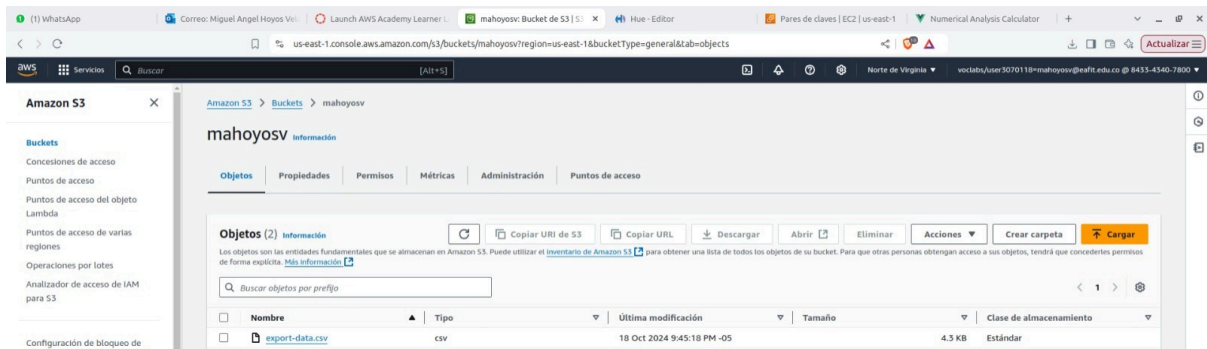 (1) WhatsApp
Correo: Miguel Angel Hoyos Vel
Launch AWS Academy Learner L
mahoyosv: Bucket de S3 | S3
Hue - Editor
Pares de claves | EC2 | us-east-1
Numerical Analysis Calculator
us-east-1.console.aws.amazon.com/s3/buckets/mahoyosv?region=us-east-1&bucketType=general&tab=objects
Actualizar
aws Servicios Buscar [Alt+S] Norte de Virginia voclabs/user3070118=mahoyosv@eafit.edu.co @ 8433-4340-7800
Amazon S3
Buckets
Concesiones de acceso
Puntos de acceso
Puntos de acceso del objeto
Lambda
Puntos de acceso de varias
regiones
Operaciones por lotes
Analizador de acceso de IAM
para S3
Configuración de bloqueo de
Amazon S3 > Buckets > mahoyosv
mahoyosv Información
Objetos Propiedades Permisos Métricas Administración Puntos de acceso
Objetos (2) Información Copiar URI de S3 Copiar URL Descargar Abrir Eliminar Acciones Crear carpeta Cargar
Los objetos son las entidades fundamentales que se almacenan en Amazon S3. Puede utilizar el inventario de Amazon S3 para obtener una lista de todos los objetos de su bucket. Para que otras personas obtengan acceso a sus objetos, tendrá que concederles permisos
de forma explícita. Más información
Buscar objetos por prefijo
1
Nombre Tipo Última modificación Tamaño Clase de almacenamiento
export-data.csv csv 18 Oct 2024 9:45:18 PM -05 4.3 KB Estándar